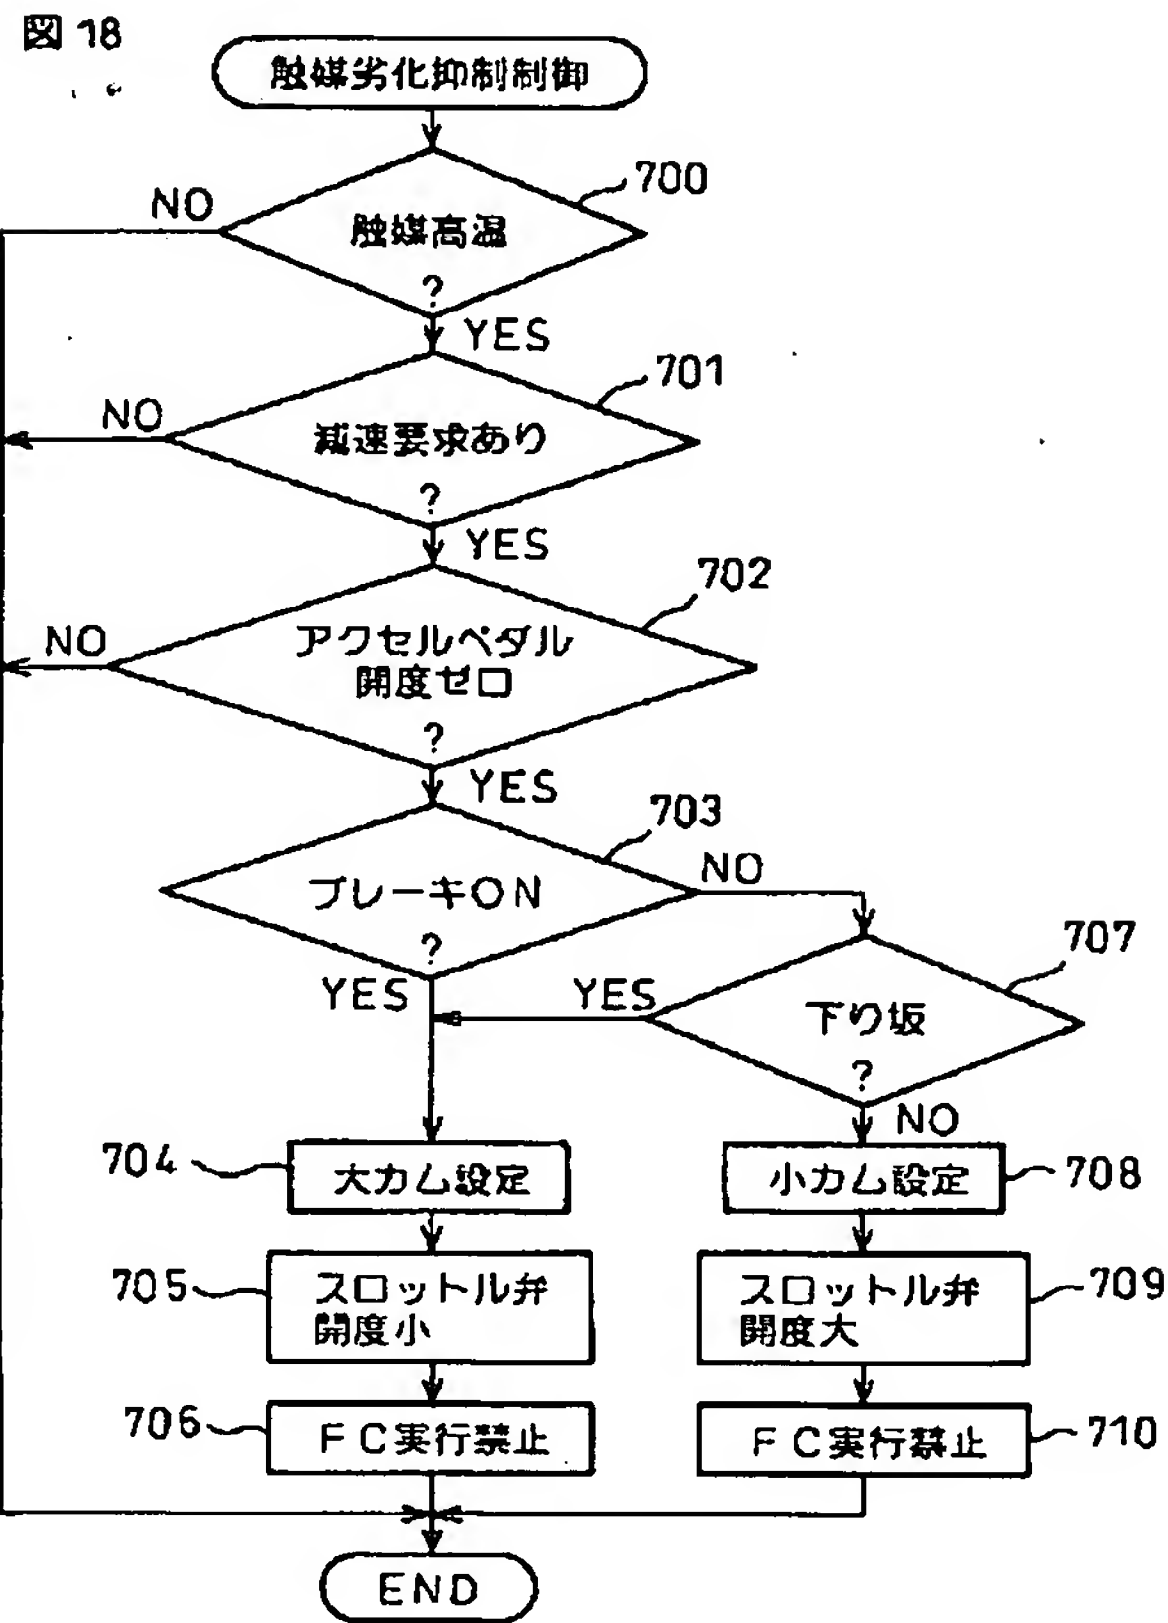 図18
触媒劣化抑制制御
700
NO
触媒高温
?
YES
701
NO
減速要求あり
?
YES
702
NO
アクセルペダル
開度ゼロ
?
YES
703
ブレーキON
NO
?
YES
707
YES
下り坂
?
NO
704
大カム設定
小カム設定
708
705
スロットル弁
開度小
スロットル弁
開度大
709
706
FC実行禁止
FC実行禁止
710
END